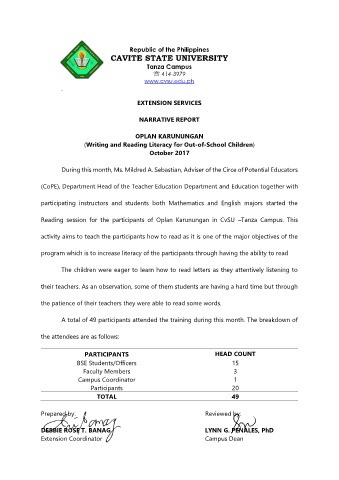 Republic of the Philippines
CAVITE STATE UNIVERSITY
Tanza Campus
☏ 414-3979
www.cvsu.edu.ph
EXTENSION SERVICES
NARRATIVE REPORT
OPLAN KARUNUNGAN
(Writing and Reading Literacy for Out-of-School Children)
October 2017
During this month, Ms. Mildred A. Sebastian, Adviser of the Circe of Potential Educators
(CoPE), Department Head of the Teacher Education Department and Education together with
participating instructors and students both Mathematics and English majors started the
Reading session for the participants of Oplan Karunungan in CvSU –Tanza Campus. This
activity aims to teach the participants how to read as it is one of the major objectives of the
program which is to increase literacy of the participants through having the ability to read
The children were eager to learn how to read letters as they attentively listening to
their teachers. As an observation, some of them students are having a hard time but through
the patience of their teachers they were able to read some words.
A total of 49 participants attended the training during this month. The breakdown of
the attendees are as follows:
PARTICIPANTS HEAD COUNT
BSE Students/Officers 15
Faculty Members 3
Campus Coordinator 1
Participants 20
TOTAL 49
Prepared by: Reviewed by:
DEBBIE ROSE T. BANAG LYNN G. PEÑALES, PhD
Extension Coordinator Campus Dean